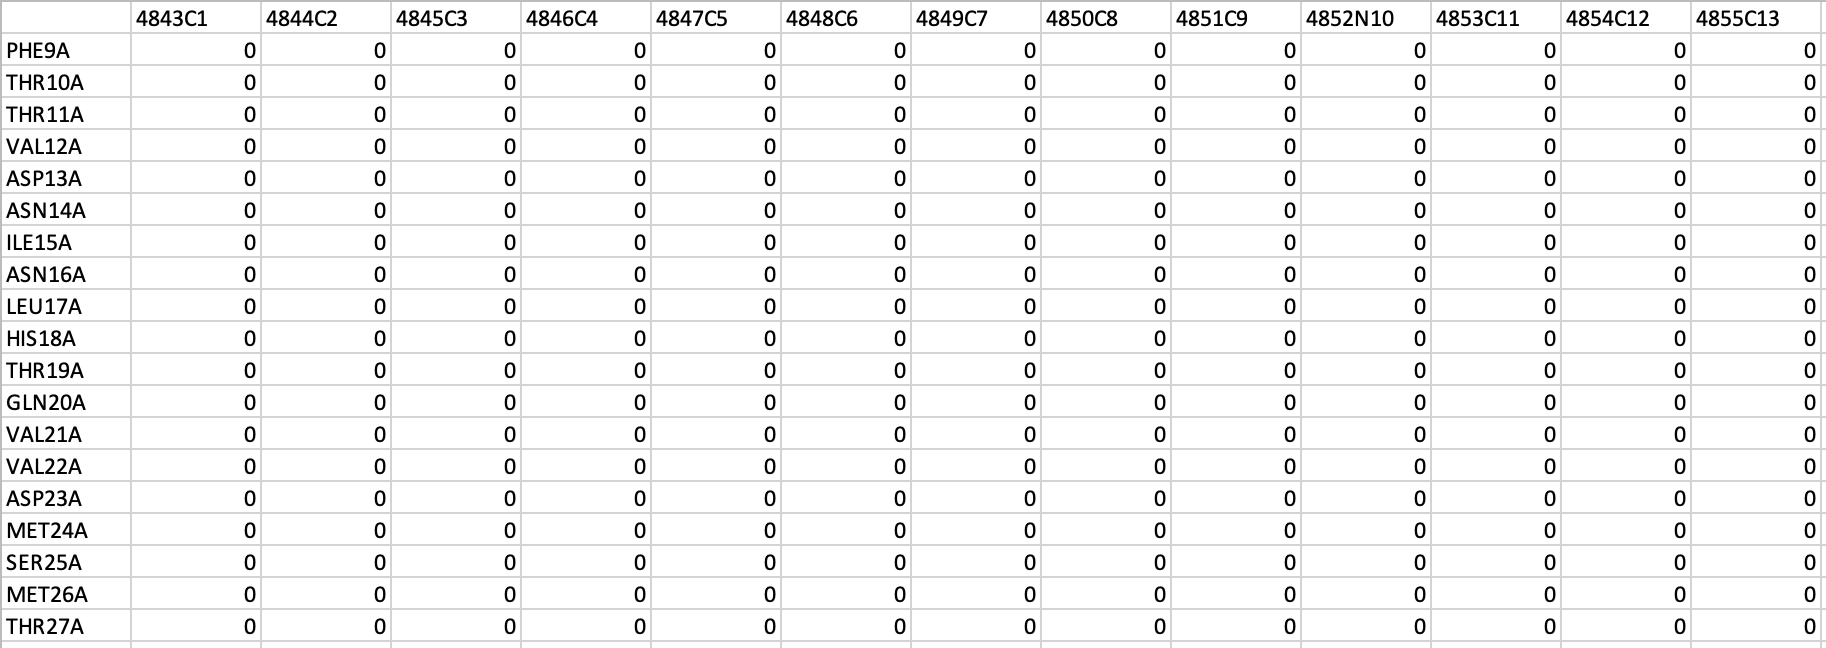 4843C1 4844C2 4845C3 4846C4 4847C5 4848C6 4849C7 4850C8 4851C9 4852N10 4853C11 4854C12 4855C13
PHE9A 0 0 0 0 0 0 0 0 0 0 0 0 0
THR10A 0 0 0 0 0 0 0 0 0 0 0 0 0
THR11A 0 0 0 0 0 0 0 0 0 0 0 0 0
VAL12A 0 0 0 0 0 0 0 0 0 0 0 0 0
ASP13A 0 0 0 0 0 0 0 0 0 0 0 0 0
ASN14A 0 0 0 0 0 0 0 0 0 0 0 0 0
ILE15A 0 0 0 0 0 0 0 0 0 0 0 0 0
ASN16A 0 0 0 0 0 0 0 0 0 0 0 0 0
LEU17A 0 0 0 0 0 0 0 0 0 0 0 0 0
HIS18A 0 0 0 0 0 0 0 0 0 0 0 0 0
THR19A 0 0 0 0 0 0 0 0 0 0 0 0 0
GLN20A 0 0 0 0 0 0 0 0 0 0 0 0 0
VAL21A 0 0 0 0 0 0 0 0 0 0 0 0 0
VAL22A 0 0 0 0 0 0 0 0 0 0 0 0 0
ASP23A 0 0 0 0 0 0 0 0 0 0 0 0 0
MET24A 0 0 0 0 0 0 0 0 0 0 0 0 0
SER25A 0 0 0 0 0 0 0 0 0 0 0 0 0
MET26A 0 0 0 0 0 0 0 0 0 0 0 0 0
THR27A 0 0 0 0 0 0 0 0 0 0 0 0 0